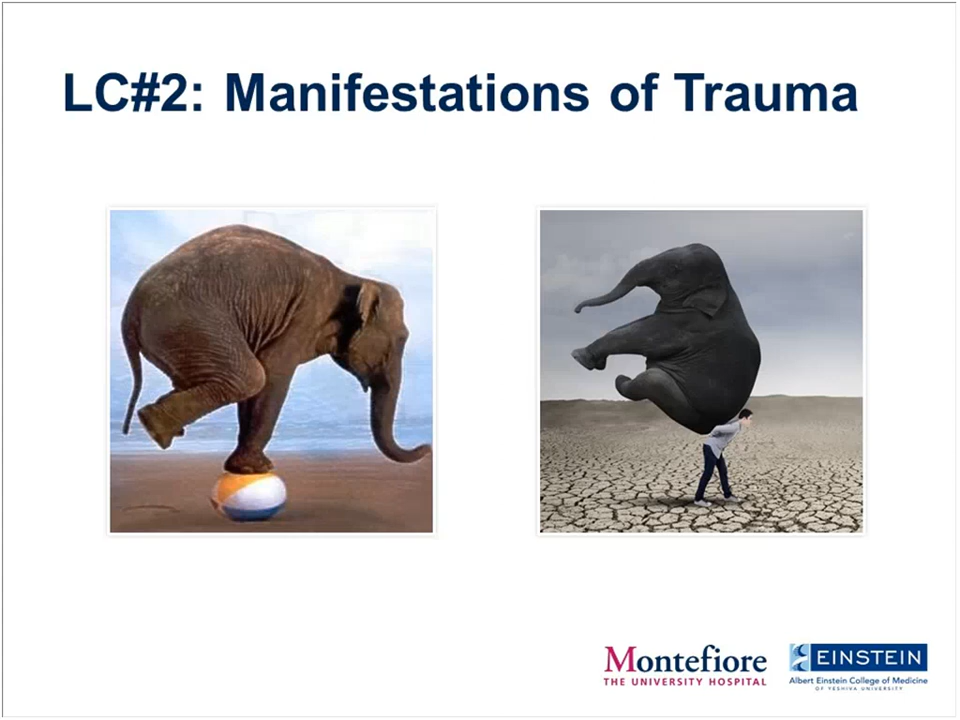 LC#2: Manifestations of Trauma
Montefiore
THE UNIVERSITY HOSPITAL
EINSTEIN
Albert Einstein College of Medicine
OF YESHIVA UNIVERSITY